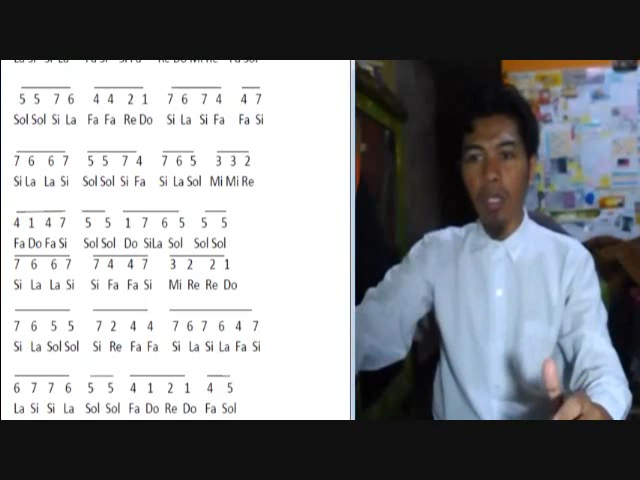 5 5 7 6 4 4 2 1 7 6 7 4 4 7
Sol Sol Si La Fa Fa Re Do Si La Si Fa Fa Si
7 6 6 7 5 5 7 4 7 6 5 3 3 2
Si La La Si Sol Sol Si Fa Si La Sol Mi Mi Re
4 1 4 7 5 5 1 7 6 5 5 5
Fa Do Fa Si Sol Sol Do SiLa Sol Sol Sol
7 6 6 7 7 4 4 7 3 2 2 1
Si La La Si Si Fa Fa Si Mi Re Re Do
7 6 5 5 7 2 4 4 7 6 7 6 4 7
Si La Sol Sol Si Re Fa Fa Si La Si La Fa Si
6 7 7 6 5 5 4 1 2 1 4 5
La Si Si La Sol Sol Fa Do Re Do Fa Sol